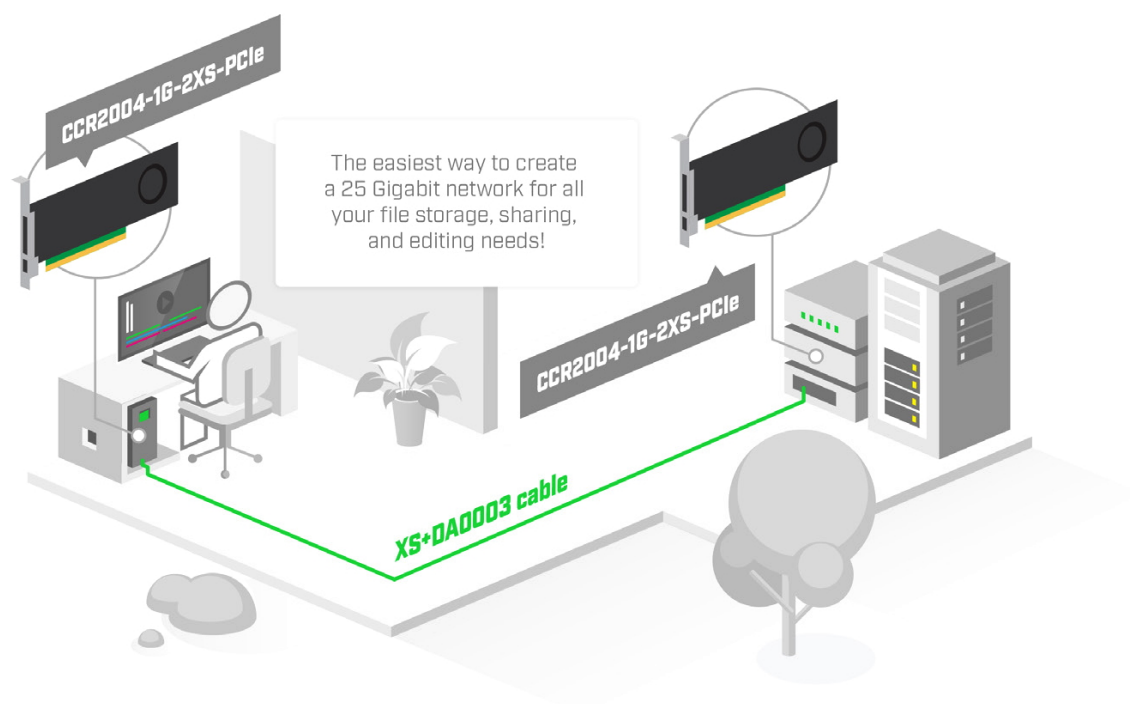 CCR2004-1G-2XS-PCIe
The easiest way to create
a 25 Gigabit network for all
your file storage, sharing,
and editing needs!
CCR2004-1G-2XS-PCIe
XS+DA0003 cable